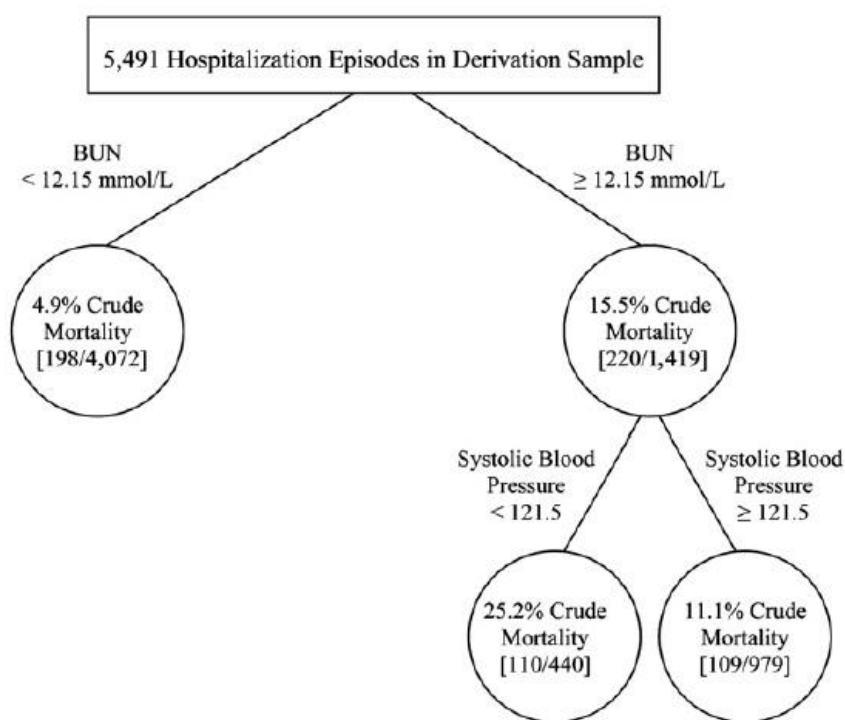 5,491 Hospitalization Episodes in Derivation Sample
BUN
< 12.15 mmol/L
BUN
≥ 12.15 mmol/L
4.9% Crude
Mortality
[198/4,072]
15.5% Crude
Mortality
[220/1,419]
Systolic Blood
Pressure
< 121.5
Systolic Blood
Pressure
≥ 121.5
25.2% Crude
Mortality
[110/440]
11.1% Crude
Mortality
[109/979]